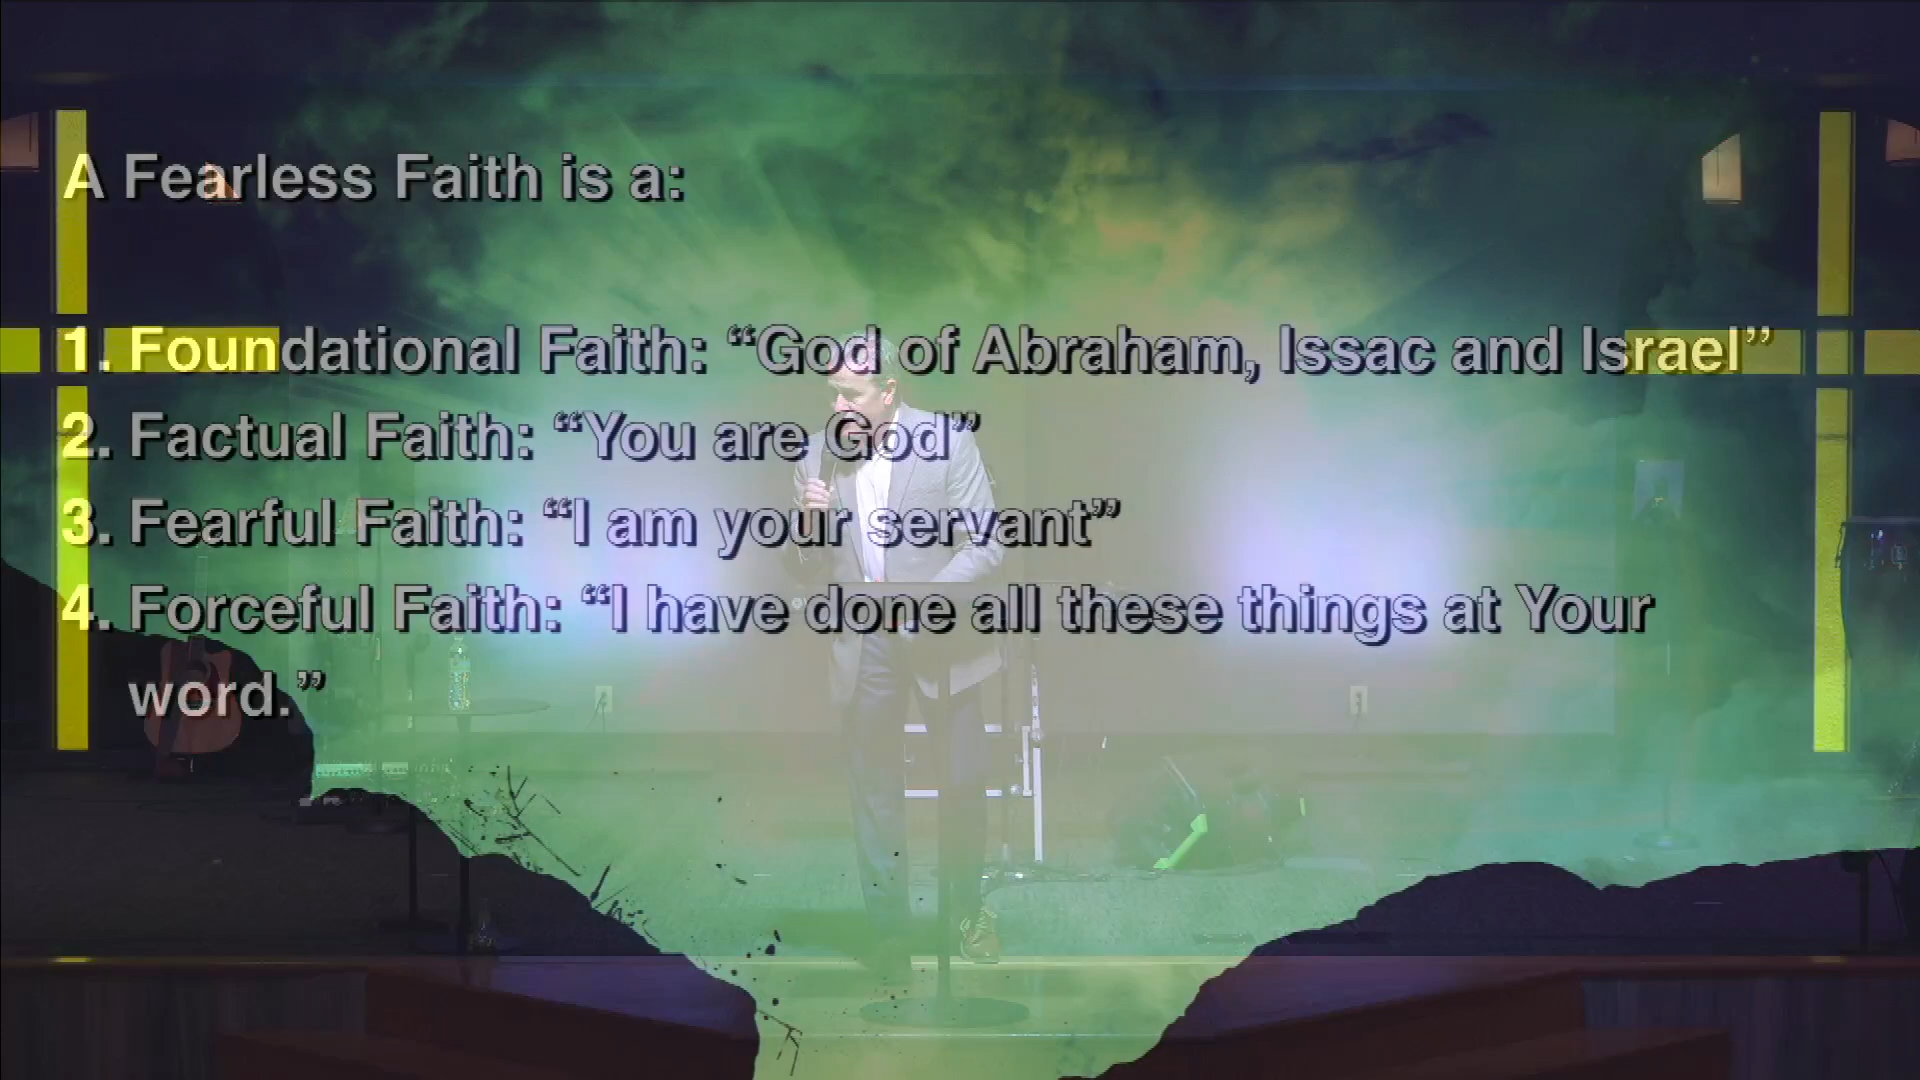 A Fearless Faith is a:
1. Foundational Faith: “God of Abraham, Issac and Israel”
2. Factual Faith: “You are God”
3. Fearful Faith: “I am your servant”
4. Forceful Faith: “I have done all these things at Your
word.”